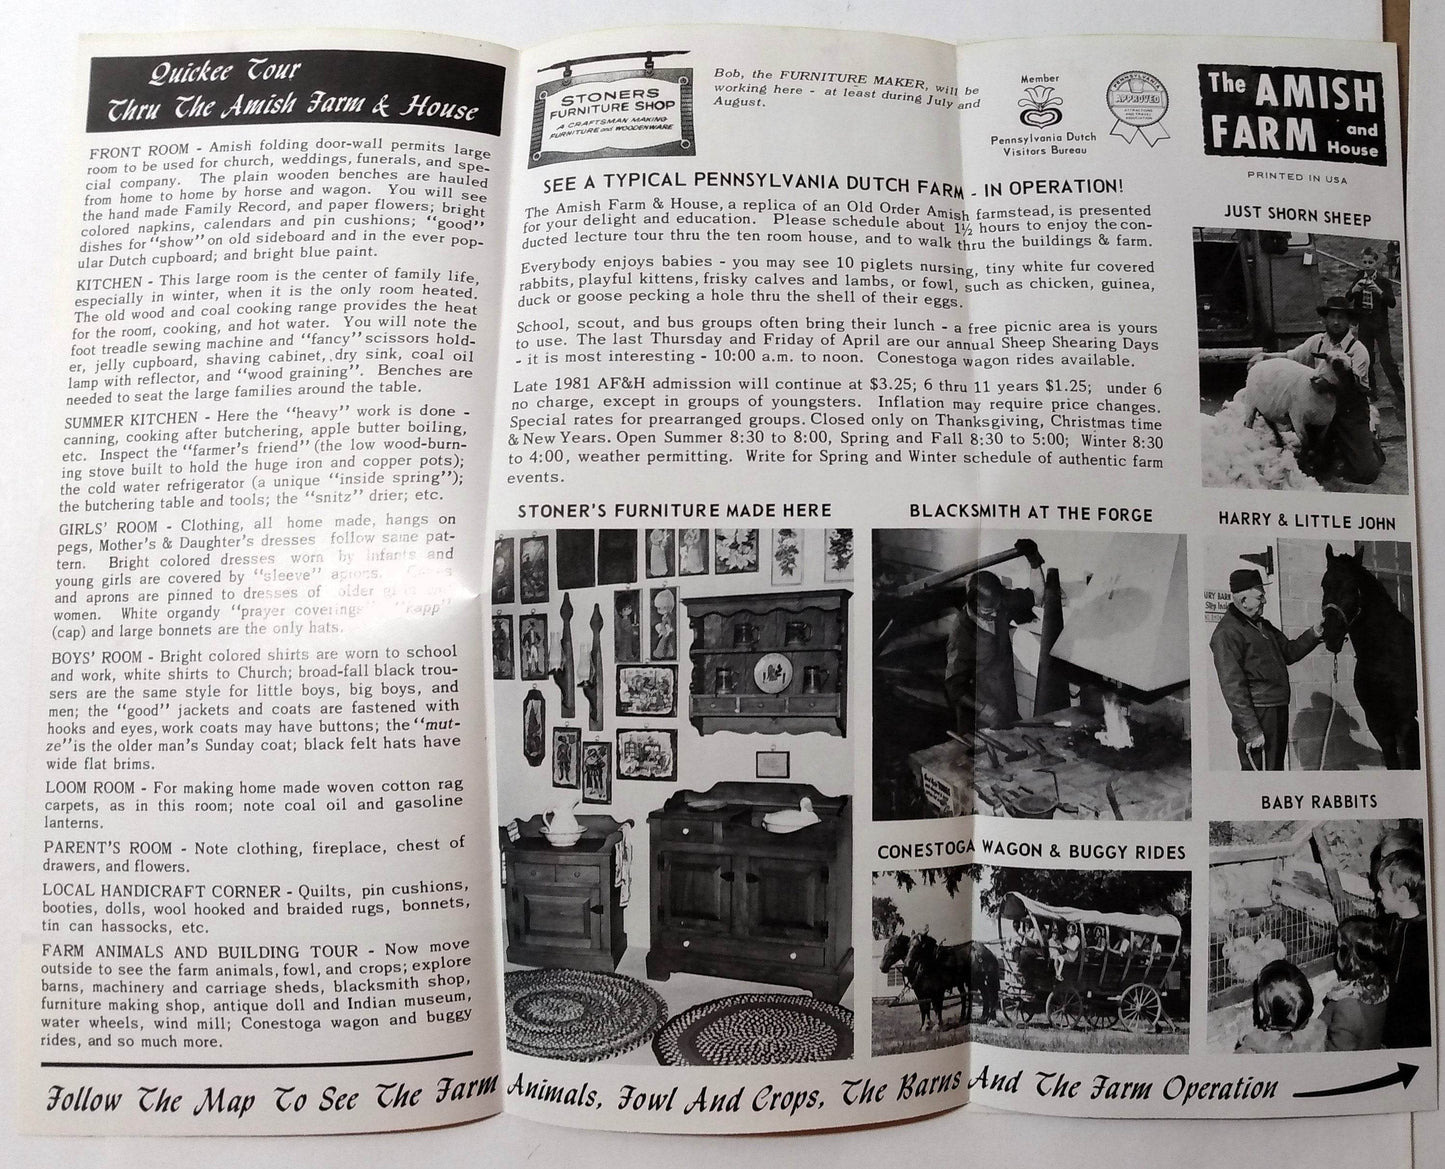 Quickee Tour
Thru The Amish Farm & House
FRONT ROOM - Amish folding door-wall permits large
room to be used for church, weddings, funerals, and spe-
cial company. The plain wooden benches are hauled
from home to home by horse and wagon. You will see
the hand made Family Record, and paper flowers; bright
colored napkins, calendars and pin cushions; "good"
dishes for "show" on old sideboard and in the ever pop-
ular Dutch cupboard; and bright blue paint.
KITCHEN - This large room is the center of family life,
especially in winter, when it is the only room heated.
The old wood and coal cooking range provides the heat
for the room, cooking, and hot water. You will note the
foot treadle sewing machine and "fancy" scissors hold-
er, jelly cupboard, shaving cabinet, dry sink, coal oil
lamp with reflector, and "wood graining". Benches are
needed to seat the large families around the table.
SUMMER KITCHEN - Here the "heavy" work is done -
canning, cooking after butchering, apple butter boiling,
etc. Inspect the "farmer's friend" (the low wood-burn-
ing stove built to hold the huge iron and copper pots);
the cold water refrigerator (a unique "inside spring");
the butchering table and tools; the "snitz" drier; etc.
GIRLS' ROOM - Clothing, all home made, hangs on
pegs, Mother's & Daughter's dresses follow same pat-
tern. Bright colored dresses worn by infants and
young girls are covered by "sleeve" aprons.
and aprons are pinned to dresses of older
women. White organdy "prayer coverings" "Kapp"
(cap) and large bonnets are the only hats.
BOYS' ROOM - Bright colored shirts are worn to school
and work, white shirts to Church; broad-fall black trou-
sers are the same style for little boys, big boys, and
men; the "good" jackets and coats are fastened with
hooks and eyes, work coats may have buttons; the "mut-
ze" is the older man's Sunday coat; black felt hats have
wide flat brims.
LOOM ROOM - For making home made woven cotton rag
carpets, as in this room; note coal oil and gasoline
lanterns.
PARENT'S ROOM - Note clothing, fireplace, chest of
drawers, and flowers.
LOCAL HANDICRAFT CORNER - Quilts, pin cushions,
booties, dolls, wool hooked and braided rugs, bonnets,
tin can hassocks, etc.
FARM ANIMALS AND BUILDING TOUR - Now move
outside to see the farm animals, fowl, and crops; explore
barns, machinery and carriage sheds, blacksmith shop,
furniture making shop, antique doll and Indian museum,
water wheels, wind mill; Conestoga wagon and buggy
rides, and so much more.
STONERS
FURNITURE SHOP
A CRAFTSMAN MAKING
FURNITURE and WOODENWARE
Bob, the FURNITURE MAKER, will be
working here - at least during July and
August.
Member
Pennsylvania Dutch
Visitors Bureau
PENNSYLVANIA
APPROVED
ATTRACTIONS
AND TRAVEL
ASSOCIATION
The AMISH
FARM and
House
PRINTED IN USA
SEE A TYPICAL PENNSYLVANIA DUTCH FARM - IN OPERATION!
The Amish Farm & House, a replica of an Old Order Amish farmstead, is presented
for your delight and education. Please schedule about 1½ hours to enjoy the con-
ducted lecture tour thru the ten room house, and to walk thru the buildings & farm.
Everybody enjoys babies - you may see 10 piglets nursing, tiny white fur covered
rabbits, playful kittens, frisky calves and lambs, or fowl, such as chicken, guinea,
duck or goose pecking a hole thru the shell of their eggs.
School, scout, and bus groups often bring their lunch - a free picnic area is yours
to use. The last Thursday and Friday of April are our annual Sheep Shearing Days
- it is most interesting - 10:00 a.m. to noon. Conestoga wagon rides available.
Late 1981 AF&H admission will continue at $3.25; 6 thru 11 years $1.25; under 6
no charge, except in groups of youngsters. Inflation may require price changes.
Special rates for prearranged groups. Closed only on Thanksgiving, Christmas time
& New Years. Open Summer 8:30 to 8:00, Spring and Fall 8:30 to 5:00; Winter 8:30
to 4:00, weather permitting. Write for Spring and Winter schedule of authentic farm
events.
JUST SHORN SHEEP
STONER'S FURNITURE MADE HERE
BLACKSMITH AT THE FORGE
HARRY & LITTLE JOHN
CONESTOGA WAGON & BUGGY RIDES
BABY RABBITS
Follow The Map To See The Farm Animals, Fowl And Crops, The Barns And The Farm Operation